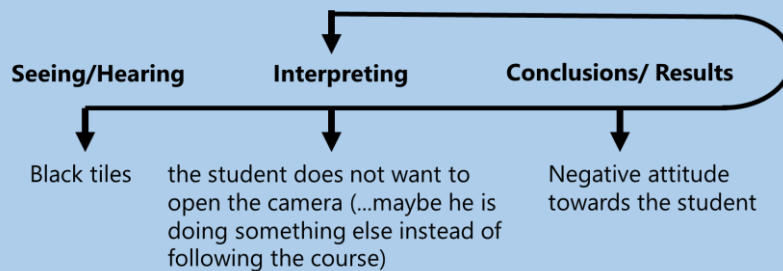 Seeing/Hearing
Interpreting
Conclusions/ Results
Black tiles
the student does not want to
open the camera (...maybe he is
doing something else instead of
following the course)
Negative attitude
towards the student